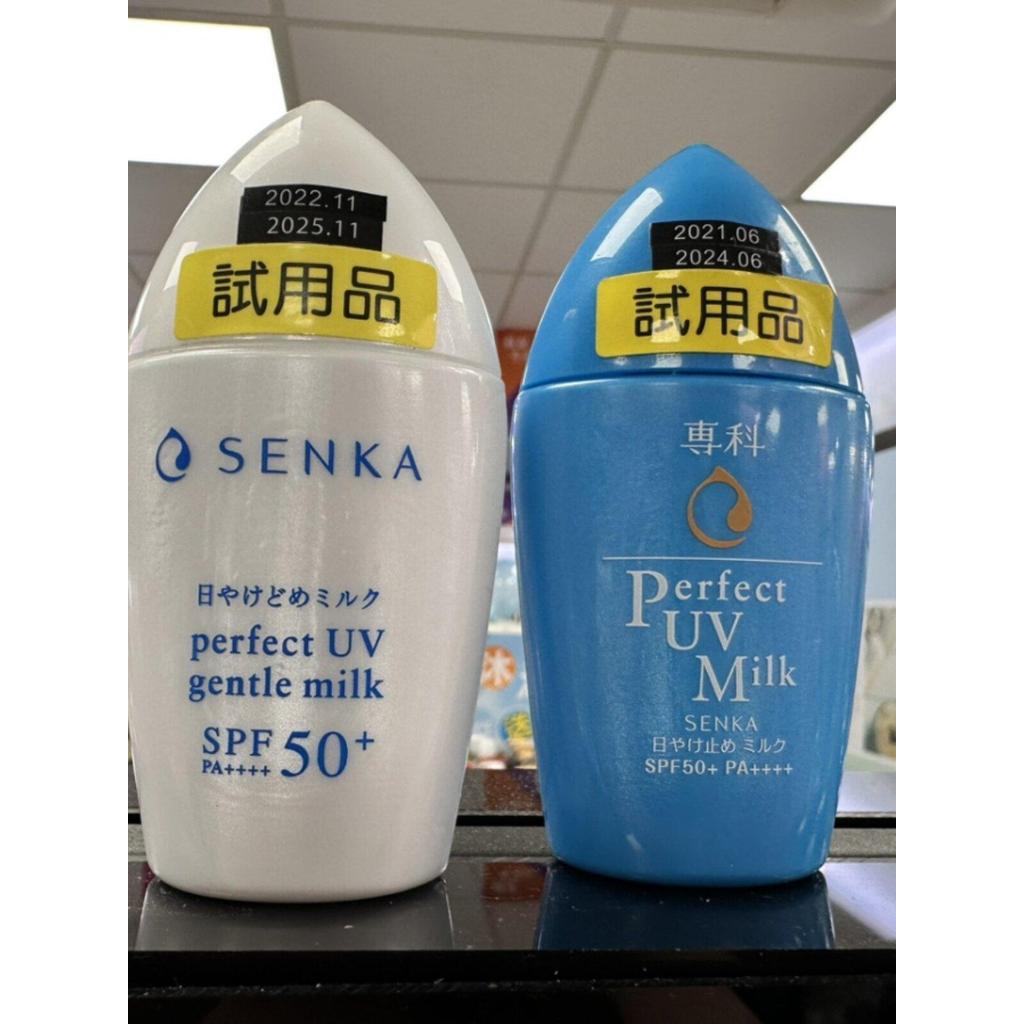 2022.11
2025.11
試用品
SENKA
日やけどめミルク
perfect UV
gentle milk
SPF 50+
PA++++
2021.06
2024.06
試用品
専科
Perfect
UV
Milk
SENKA
日やけ止め ミルク
SPF50+ PA++++